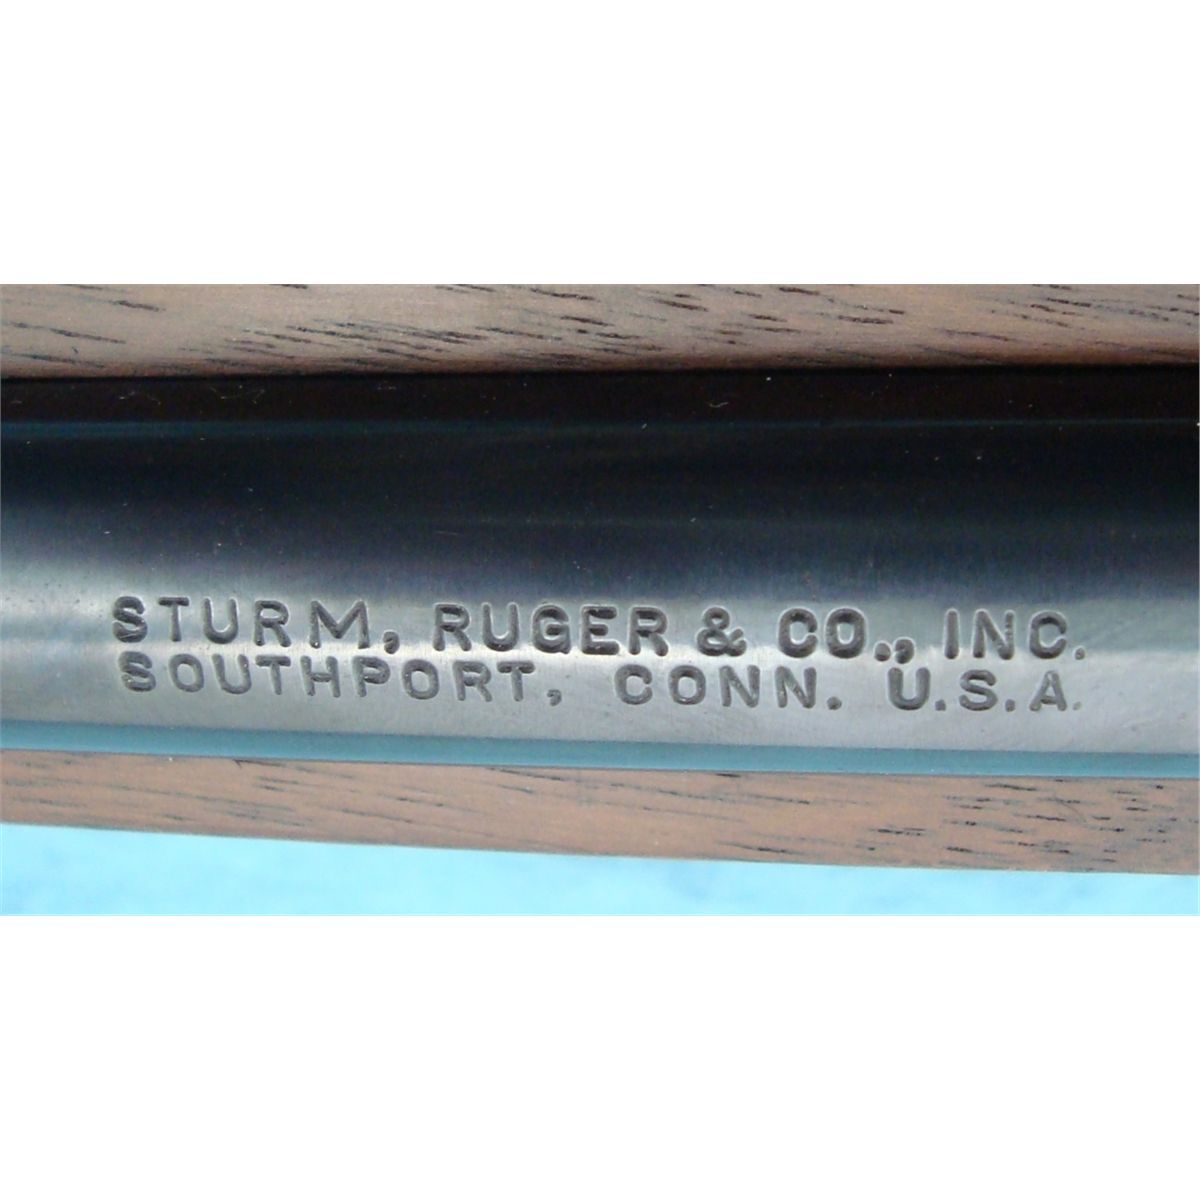 STURM, RUGER & CO., INC.
SOUTHPORT, CONN. U.S.A.